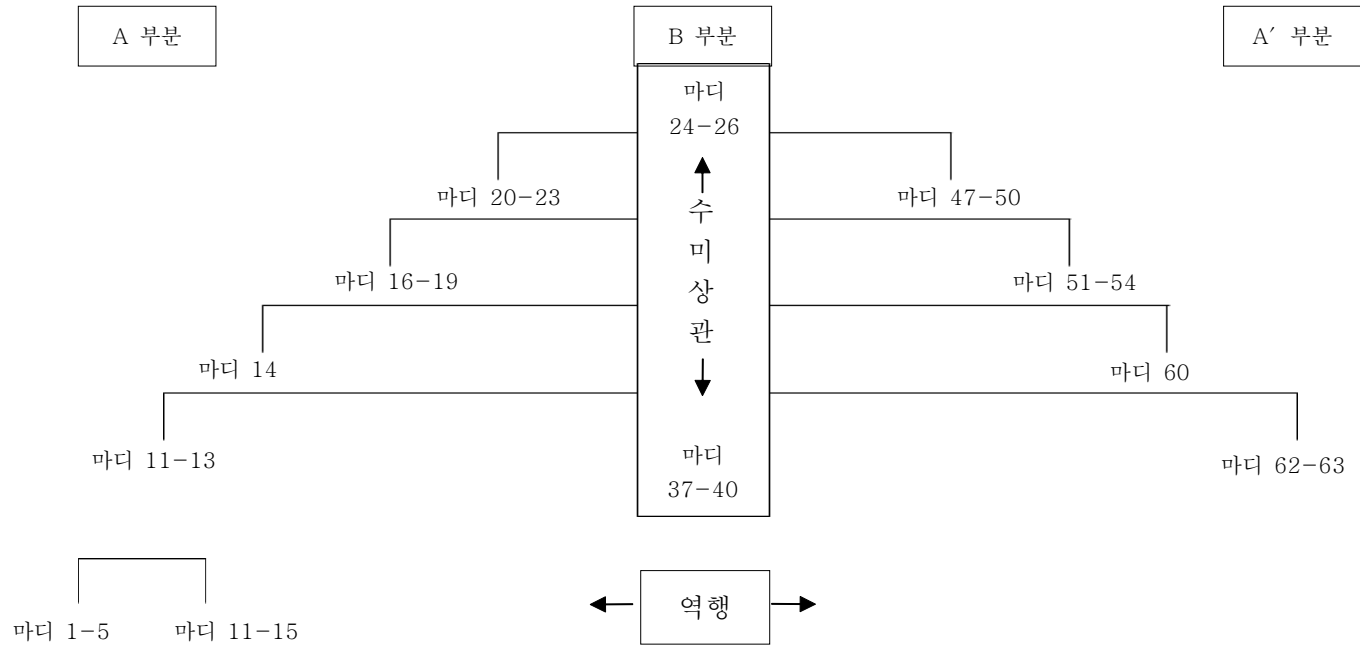 A 부분
B 부분
A′ 부분
마디
24-26
마디 20-23
마디 47-50
수
미
상
관
마디 16-19
마디 51-54
마디 14
마디 60
마디 11-13
마디
37-40
마디 62-63
역행
마디 1-5
마디 11-15